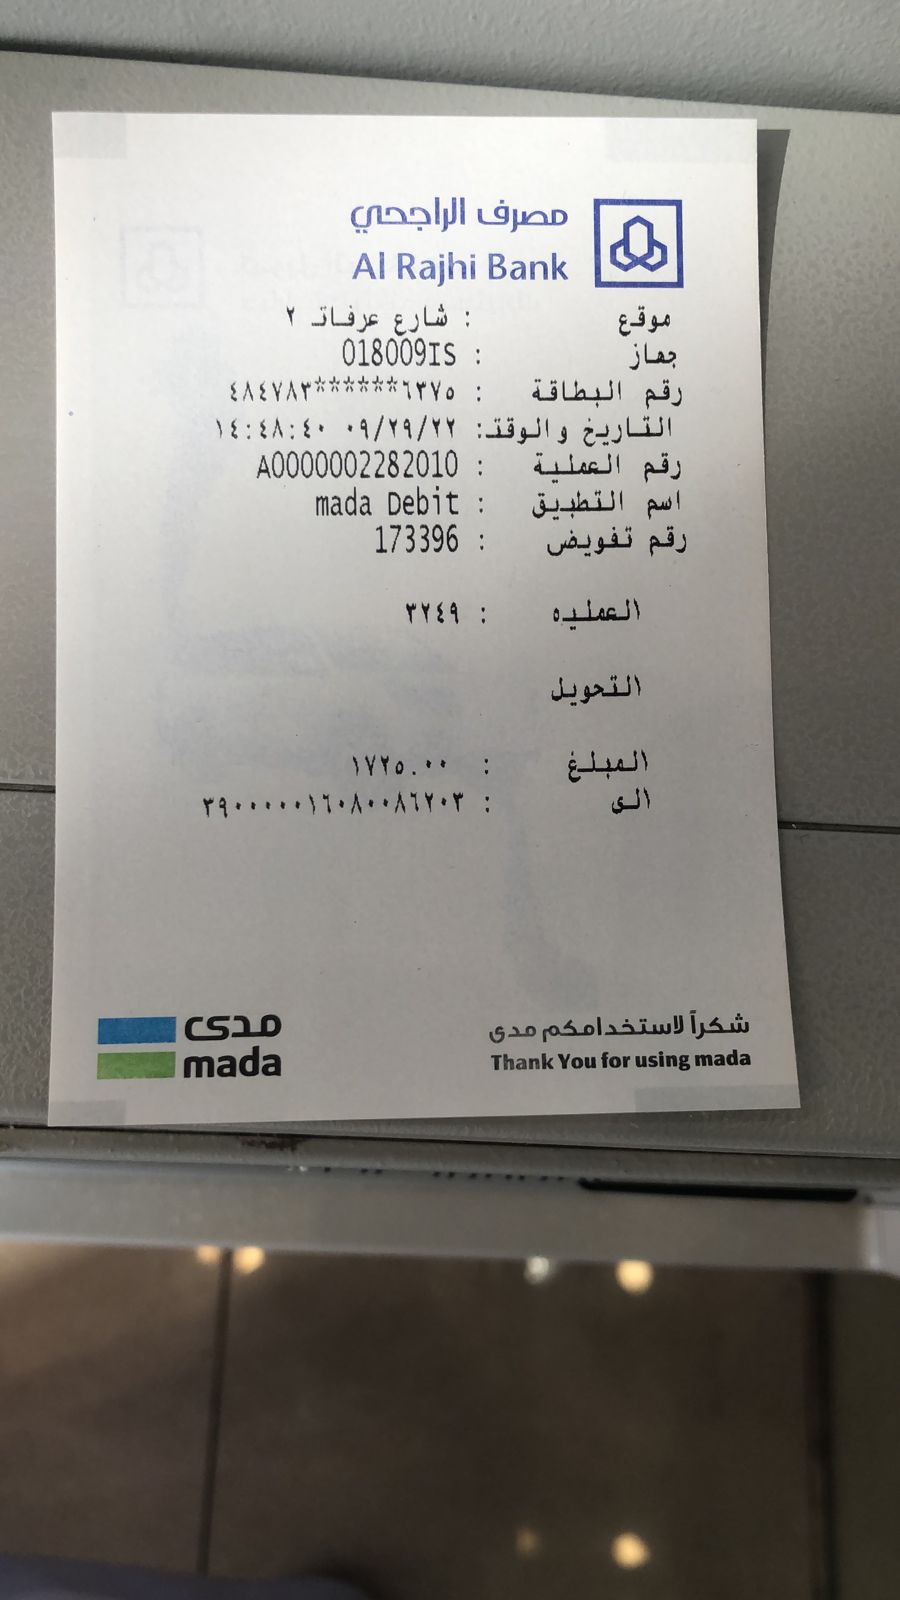 مصرف الراجحي
Al Rajhi Bank
موقع : شارع عرفات ٢
جهاز : 018009IS
رقم البطاقة : ٤٨٤٧٨٣******٦٣٧٥
التاريخ والوقت: ٠٩/٢٩/٢٢ ١٤:٤٨:٤٠
رقم العملية : A0000002282010
اسم التطبيق : mada Debit
رقم تفويض : 173396
العمليه : ٣٢٤٩
التحويل
المبلغ : ١٧٢٥.٠٠
الى : ٣٩٠٠٠٠٠١٦٠٨٠٠٨٦٢٠٣
شكراً لاستخدامكم مدى
Thank You for using mada
مدى
mada